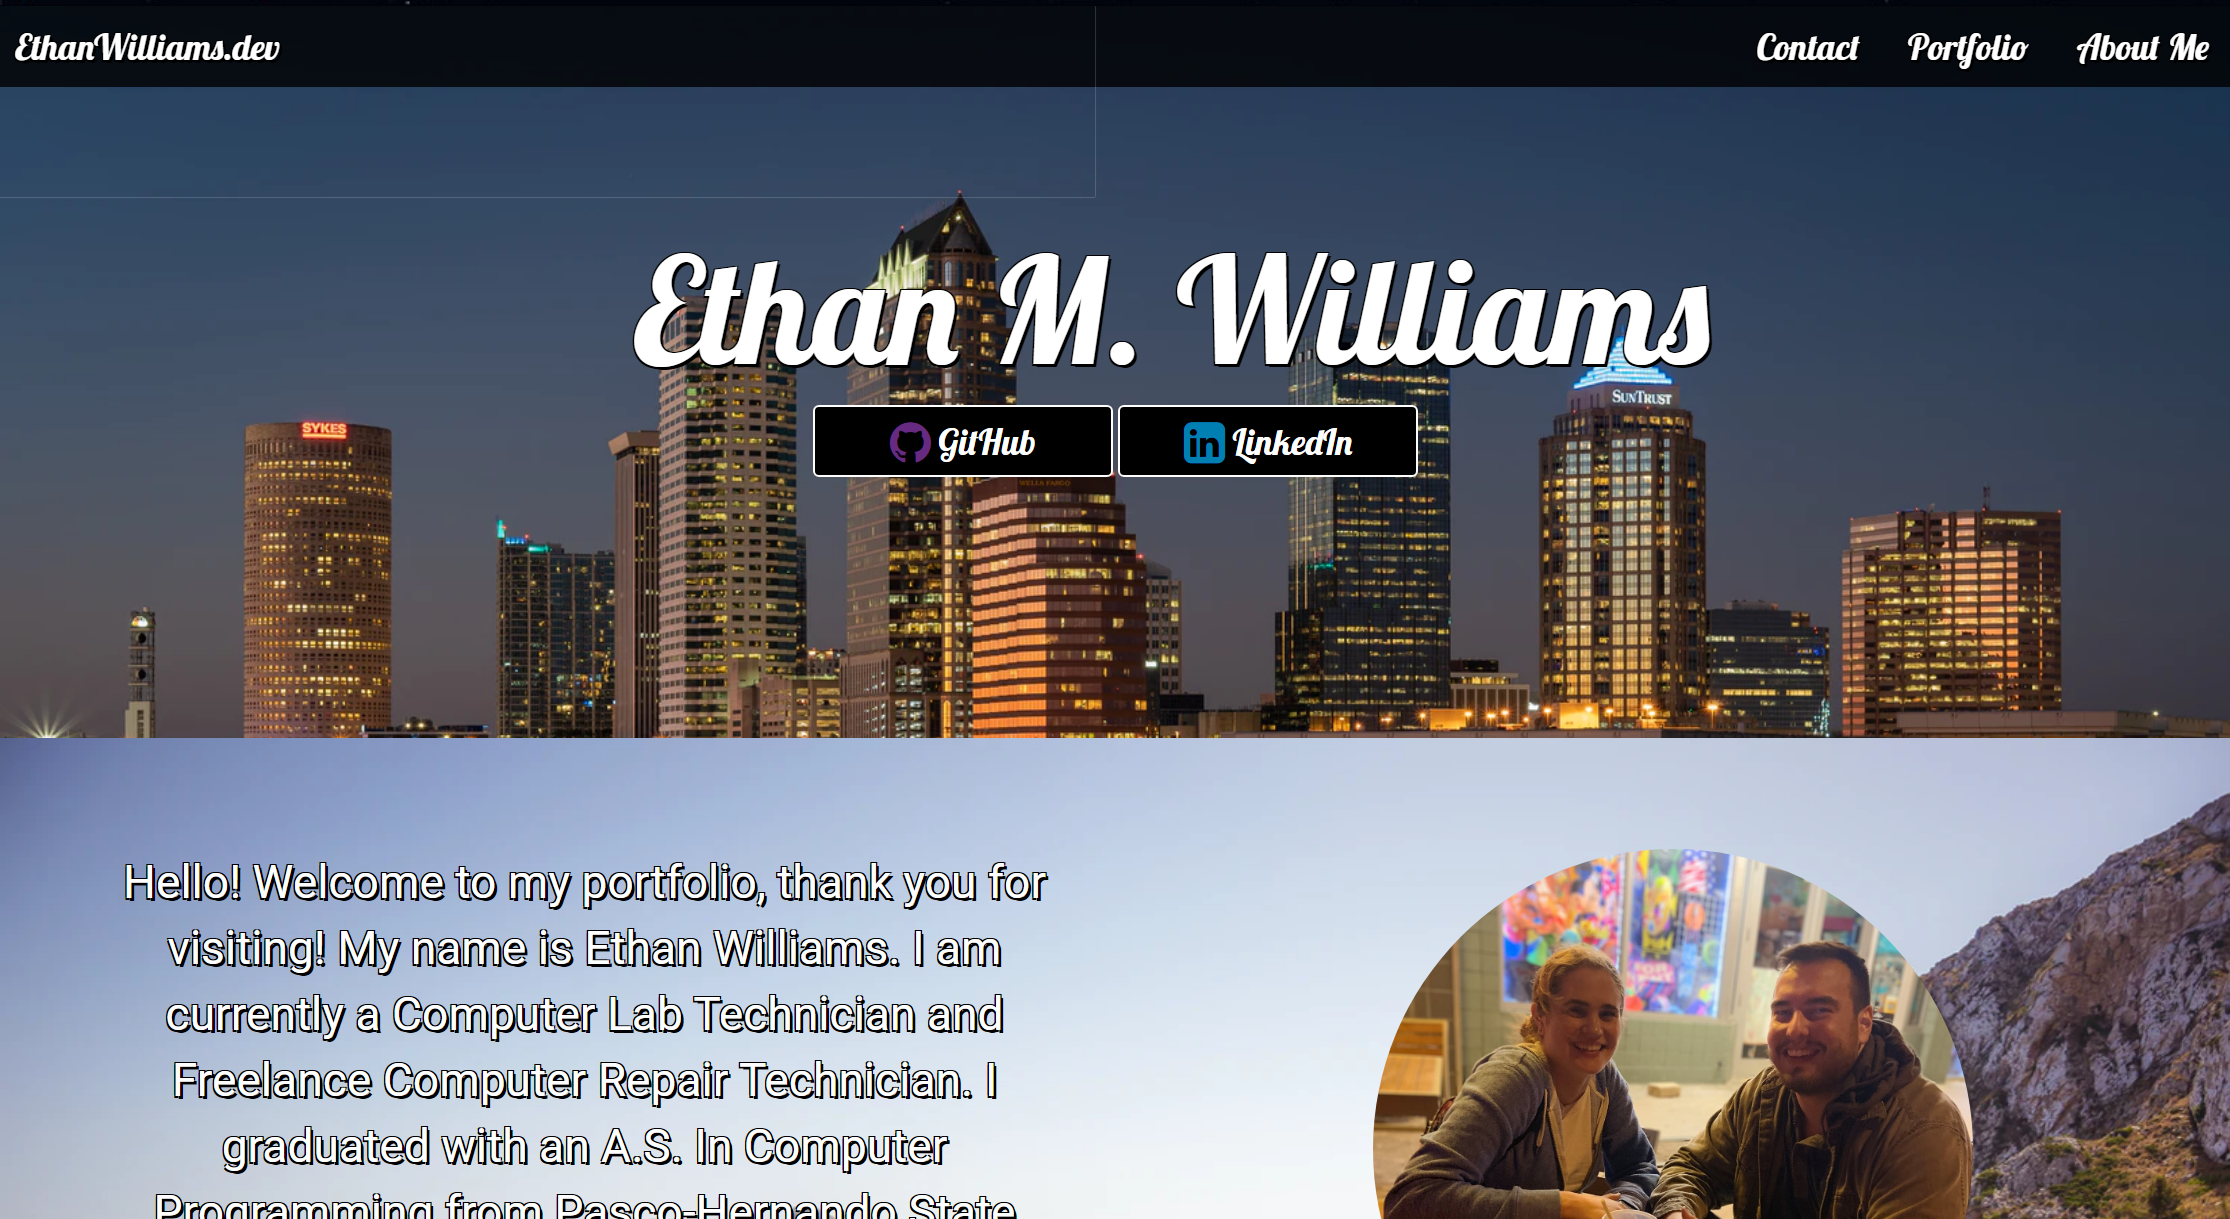 EthanWilliams.dev
Contact Portfolio About Me
Ethan M. Williams
SYKES
SUNTRUST
GitHub
LinkedIn
WELLS FARGO
Hello! Welcome to my portfolio, thank you for
visiting! My name is Ethan Williams. I am
currently a Computer Lab Technician and
Freelance Computer Repair Technician. I
graduated with an A.S. In Computer
Programming from Pasco-Hernando State